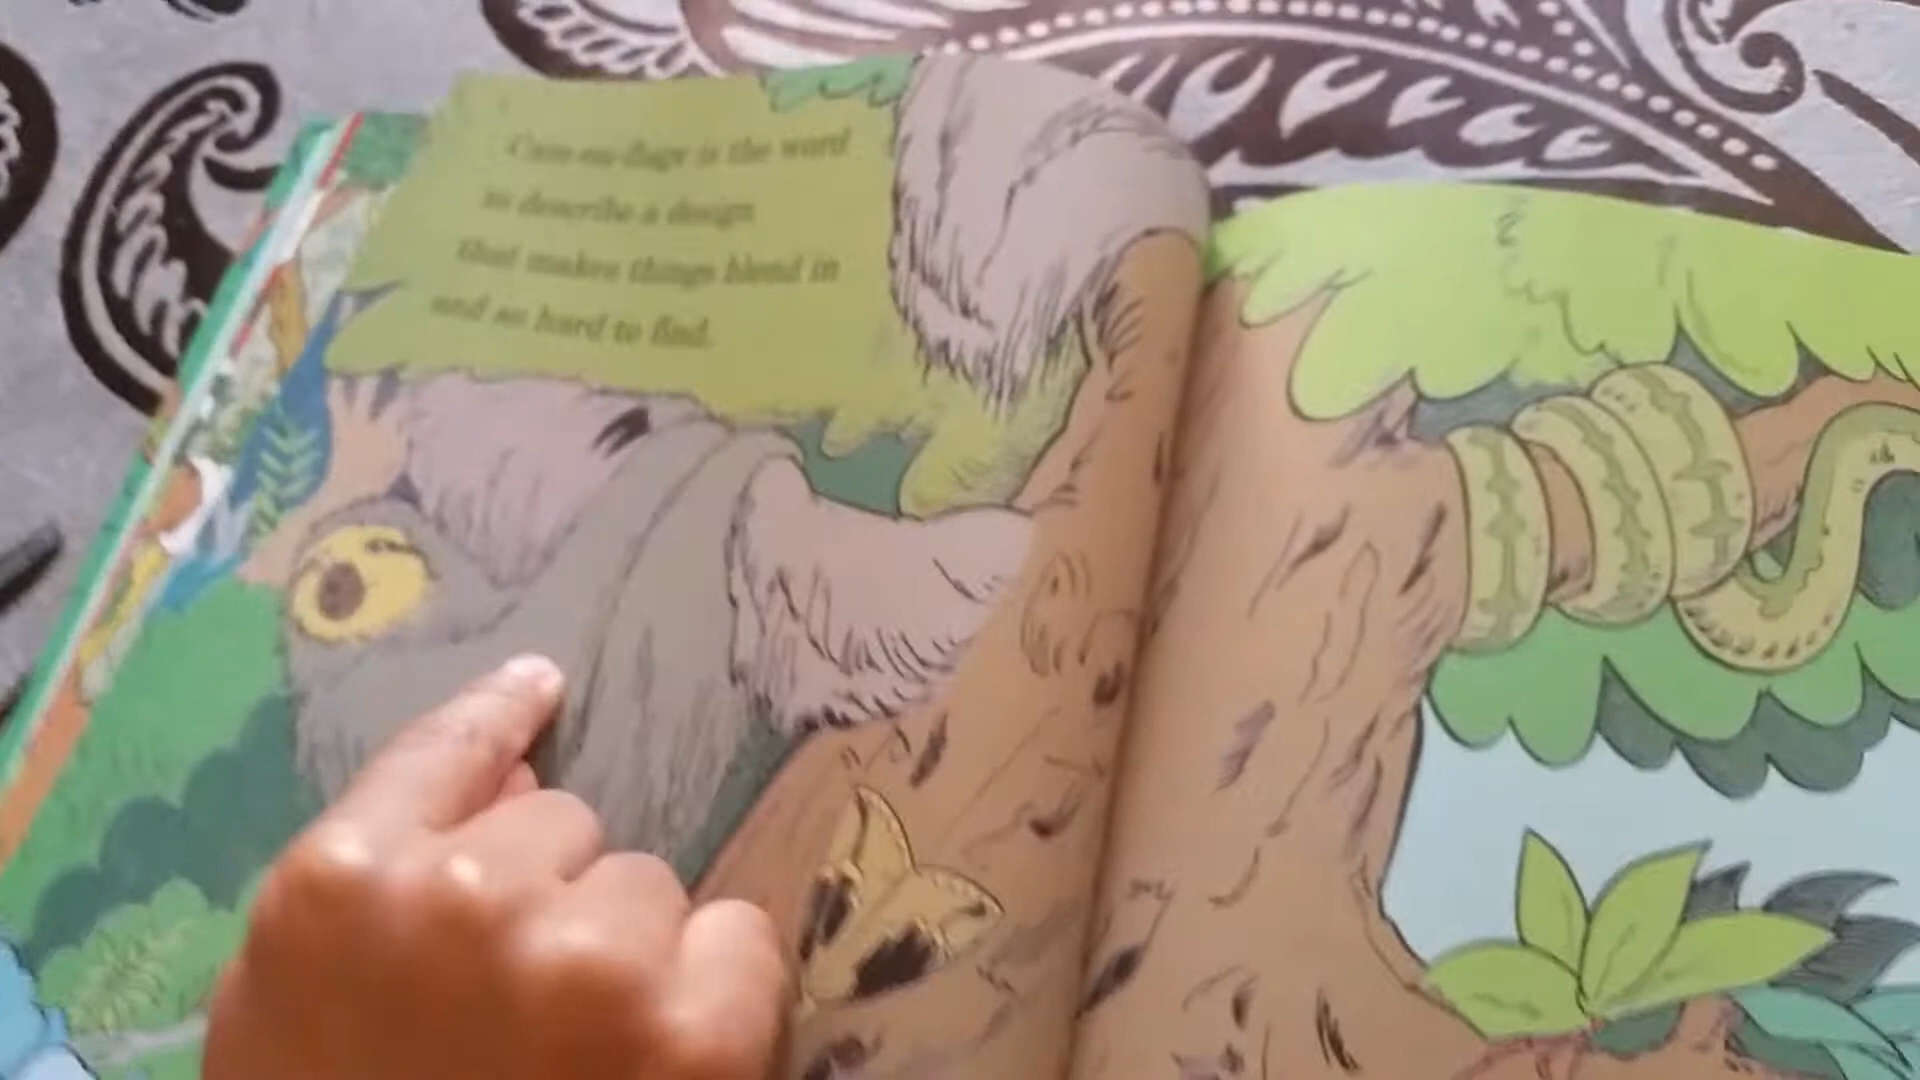 Cam-ou-flage is the word
to describe a design
that makes things blend in
and so hard to find.